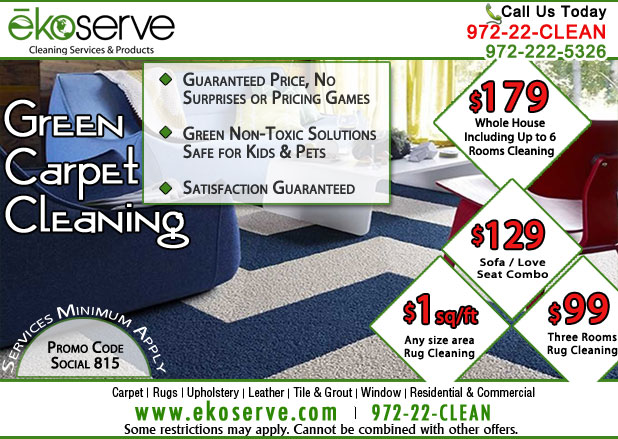 ēkoserve
Cleaning Services & Products
Call Us Today
972-22-CLEAN
972-222-5326
Green
Carpet
Cleaning
Guaranteed Price, No
Surprises or Pricing Games
Green Non-Toxic Solutions
Safe for Kids & Pets
Satisfaction Guaranteed
$179
Whole House
Including Up to 6
Rooms Cleaning
$129
Sofa / Love
Seat Combo
$1 sq/ft
Any size area
Rug Cleaning
$99
Three Rooms
Rug Cleaning
Services Minimum Apply
Promo Code
Social 815
Carpet | Rugs | Upholstery | Leather | Tile & Grout | Window | Residential & Commercial
www.ekoserve.com | 972-22-CLEAN
Some restrictions may apply. Cannot be combined with other offers.